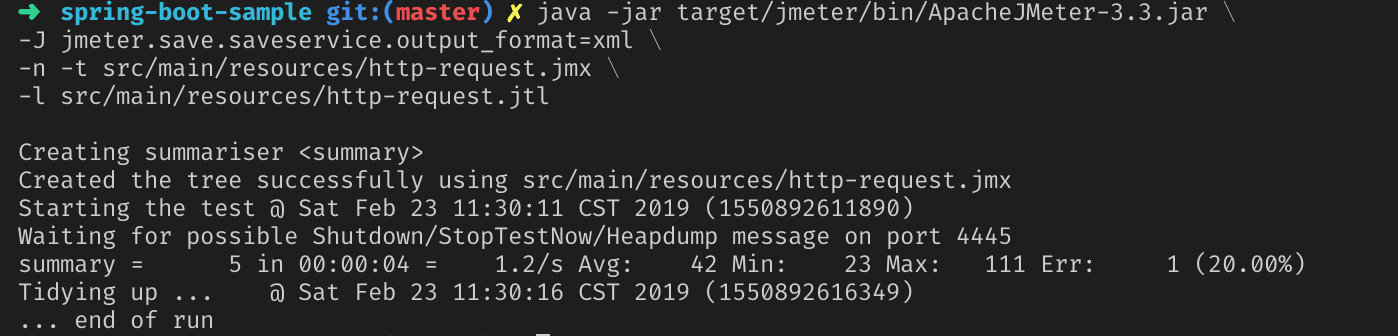 ➜ spring-boot-sample git:(master) ✗ java -jar target/jmeter/bin/ApacheJMeter-3.3.jar \
-J jmeter.save.saveservice.output_format=xml \
-n -t src/main/resources/http-request.jmx \
-l src/main/resources/http-request.jtl
Creating summariser <summary>
Created the tree successfully using src/main/resources/http-request.jmx
Starting the test @ Sat Feb 23 11:30:11 CST 2019 (1550892611890)
Waiting for possible Shutdown/StopTestNow/Heapdump message on port 4445
summary =      5 in 00:00:04 =    1.2/s Avg:    42 Min:    23 Max:   111 Err:     1 (20.00%)
Tidying up ...    @ Sat Feb 23 11:30:16 CST 2019 (1550892616349)
... end of run